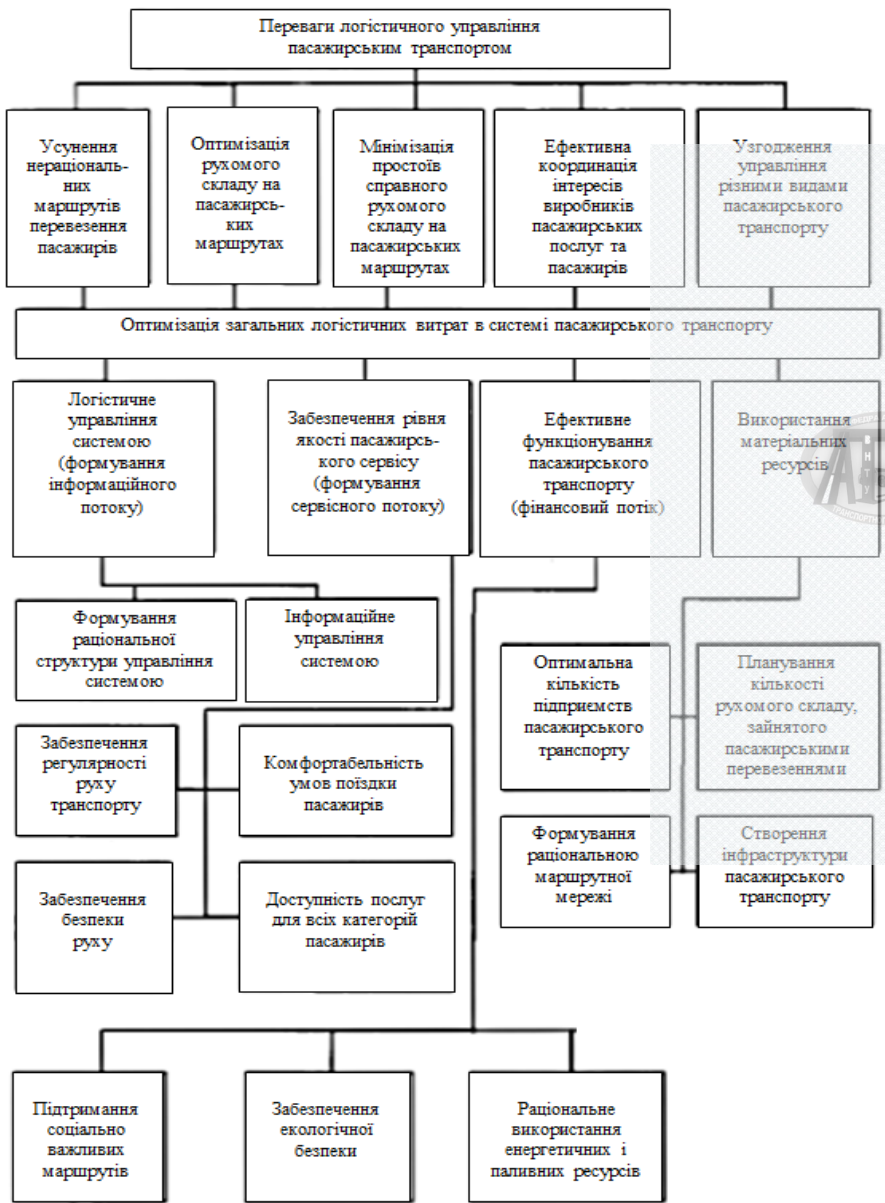 Переваги логістичного управління
пасажирським транспортом
Усунення
нераціональ-
них
маршрутів
перевезення
пасажирів
Оптимізація
рухомого
складу на
пасажирсь-
ких
маршрутах
Мінімізація
простоїв
справного
рухомого
складу на
пасажирських
маршрутах
Ефективна
координація
інтересів
виробників
пасажирських
послуг та
пасажирів
Узгодження
управління
різними видами
пасажирського
транспорту
Оптимізація загальних логістичних витрат в системі пасажирського транспорту
Логістичне
управління
системою
(формування
інформаційного
потоку)
Забезпечення рівня
якості пасажирсь-
кого сервісу
(формування
сервісного потоку)
Ефективне
функціонування
пасажирського
транспорту
(фінансовий потік)
Використання
матеріальних
ресурсів
В
Н
Т
У
Формування
раціональної
структури управління
системою
Інформаційне
управління
системою
Оптимальна
кількість
підприємств
пасажирського
транспорту
Планування
кількості
рухомого складу,
зайнятого
пасажирськими
перевезеннями
Забезпечення
регулярності
руху
транспорту
Комфортабельність
умов поїздки
пасажирів
Формування
раціональною
маршрутної
мережі
Створення
інфраструктури
пасажирського
транспорту
Забезпечення
безпеки
руху
Доступність послуг
для всіх категорій
пасажирів
Підтримання
соціально
важливих
маршрутів
Забезпечення
екологічної
безпеки
Раціональне
використання
енергетичних і
паливних ресурсів